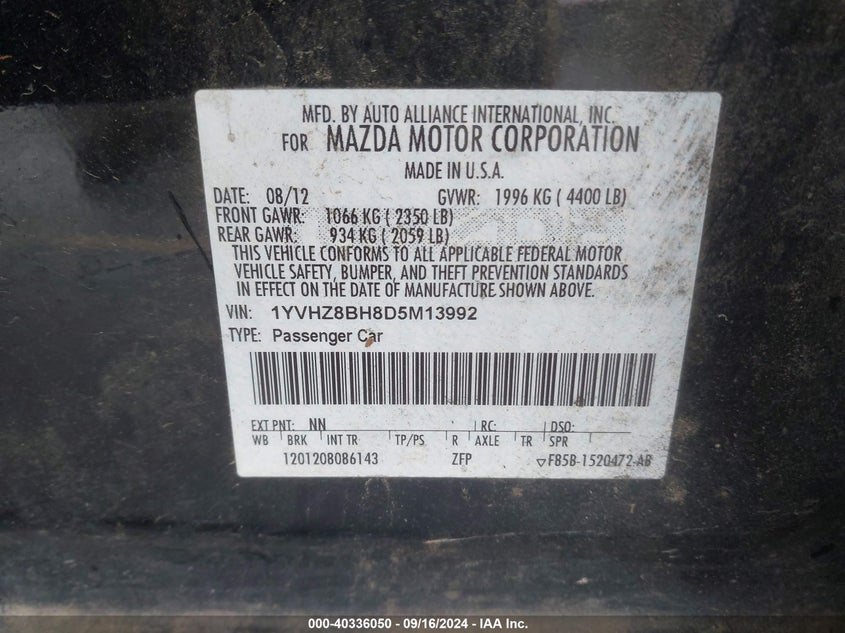 MFD. BY AUTO ALLIANCE INTERNATIONAL, INC.
FOR MAZDA MOTOR CORPORATION
MADE IN U.S.A.
DATE: 08/12 GVWR: 1996 KG ( 4400 LB)
FRONT GAWR: 1066 KG ( 2350 LB)
REAR GAWR: 934 KG ( 2059 LB)
THIS VEHICLE CONFORMS TO ALL APPLICABLE FEDERAL MOTOR
VEHICLE SAFETY, BUMPER, AND THEFT PREVENTION STANDARDS
IN EFFECT ON THE DATE OF MANUFACTURE SHOWN ABOVE.
VIN: 1YVHZ8BH8D5M13992
TYPE: Passenger Car
EXT PNT: NN RC: DSO:
WB BRK INT TR TP/PS R AXLE TR SPR
1201208086143 ZFP ▽F85B-1520472-AB
000-40336050 - 09/16/2024 - IAA Inc.